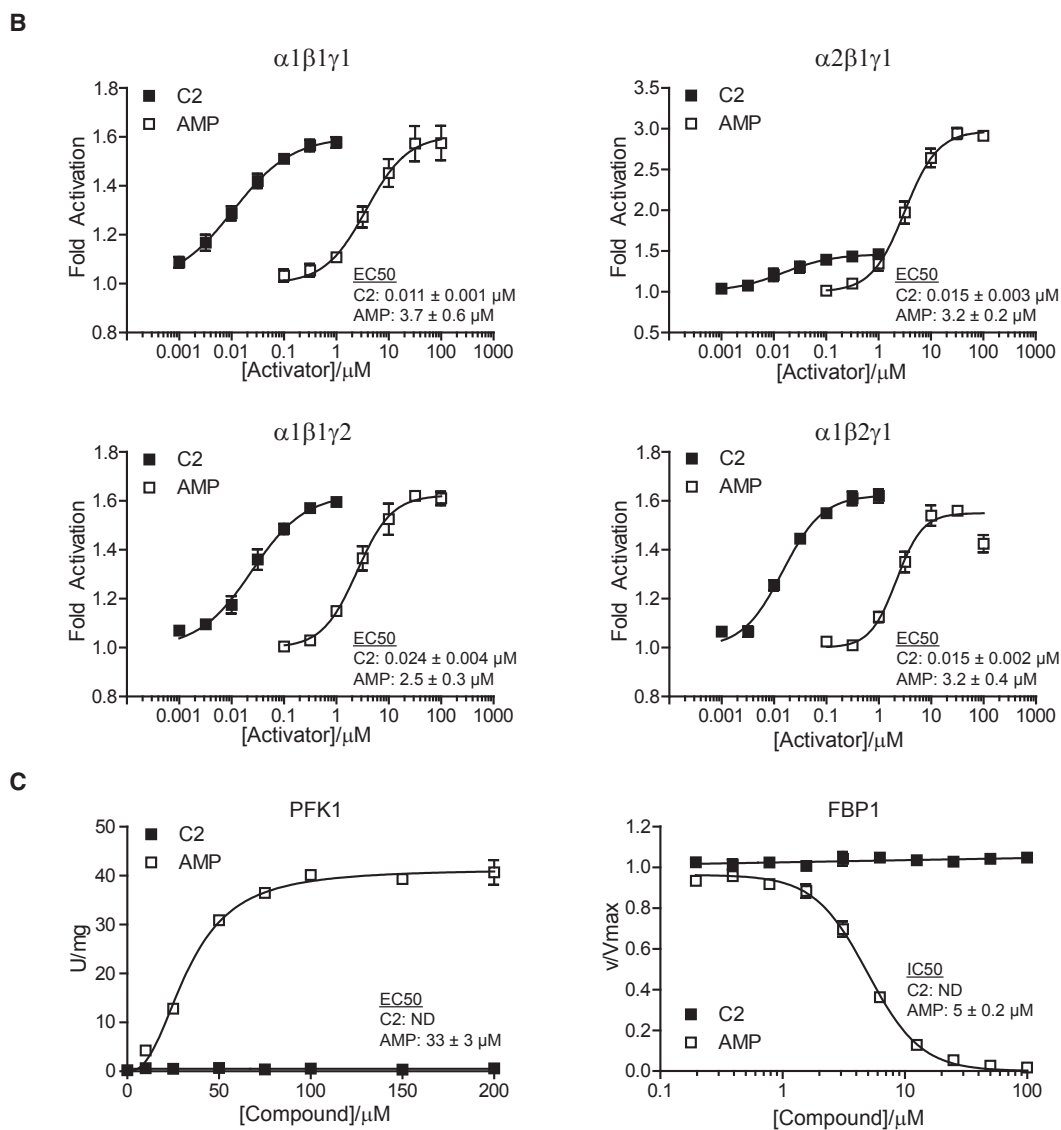 B
α1β1γ1
C2
AMP
Fold Activation
1.8
1.6
1.4
1.2
1.0
0.8
EC50
C2: 0.011 ± 0.001 µM
AMP: 3.7 ± 0.6 µM
0.001 0.01 0.1 1 10 100 1000
[Activator]/µM
α2β1γ1
C2
AMP
Fold Activation
3.5
3.0
2.5
2.0
1.5
1.0
0.5
EC50
C2: 0.015 ± 0.003 µM
AMP: 3.2 ± 0.2 µM
0.001 0.01 0.1 1 10 100 1000
[Activator]/µM
α1β1γ2
C2
AMP
Fold Activation
1.8
1.6
1.4
1.2
1.0
0.8
EC50
C2: 0.024 ± 0.004 µM
AMP: 2.5 ± 0.3 µM
0.001 0.01 0.1 1 10 100 1000
[Activator]/µM
α1β2γ1
C2
AMP
Fold Activation
1.8
1.6
1.4
1.2
1.0
0.8
EC50
C2: 0.015 ± 0.002 µM
AMP: 3.2 ± 0.4 µM
0.001 0.01 0.1 1 10 100 1000
[Activator]/µM
C
PFK1
C2
AMP
U/mg
50
40
30
20
10
0
EC50
C2: ND
AMP: 33 ± 3 µM
0 50 100 150 200
[Compound]/µM
FBP1
v/Vmax
1.2
1.0
0.8
0.6
0.4
0.2
0.0
IC50
C2: ND
AMP: 5 ± 0.2 µM
C2
AMP
0.1 1 10 100
[Compound]/µM